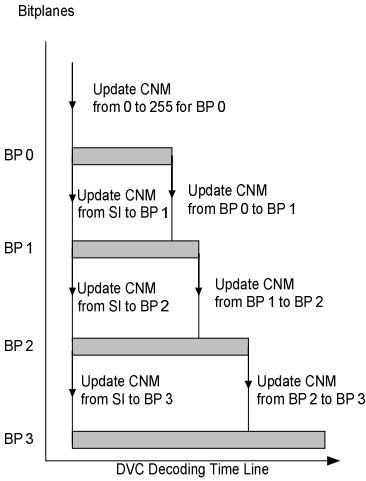 Bitplanes
Update CNM
from 0 to 255 for BP 0
BP 0
Update CNM
from SI to BP 1
Update CNM
from BP 0 to BP 1
BP 1
Update CNM
from SI to BP 2
Update CNM
from BP 1 to BP 2
BP 2
Update CNM
from SI to BP 3
Update CNM
from BP 2 to BP 3
BP 3
DVC Decoding Time Line